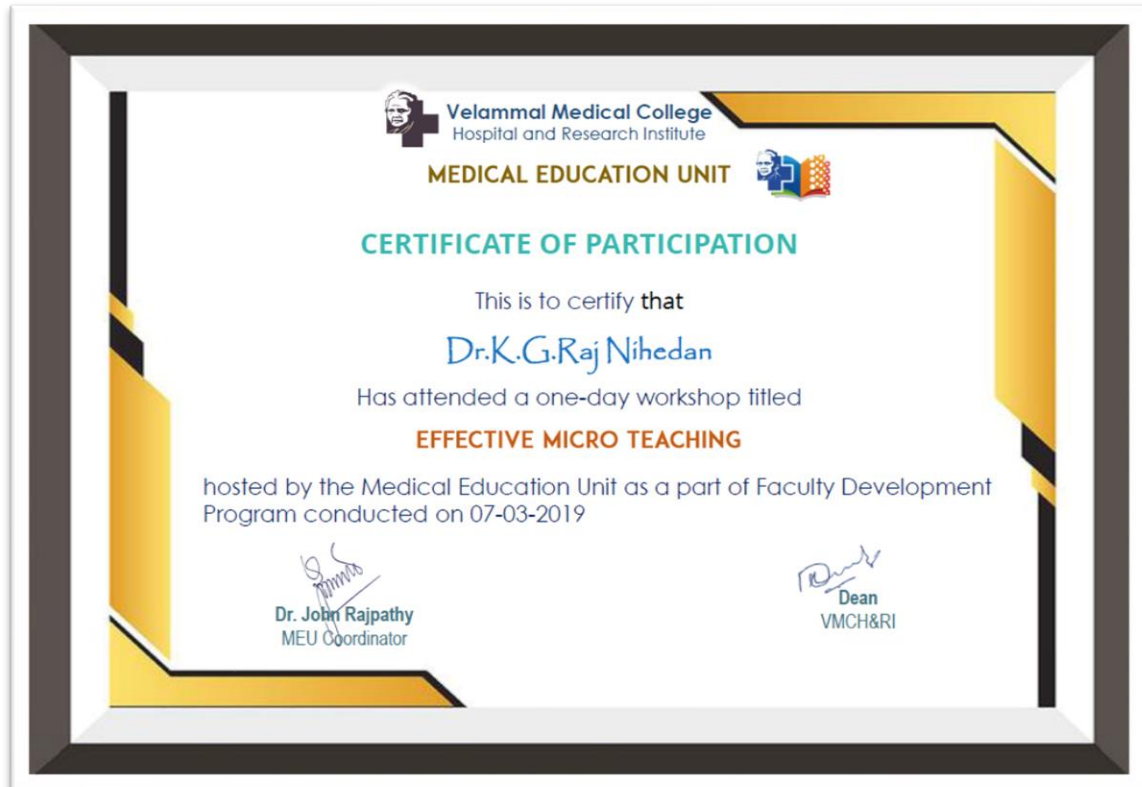 Velammal Medical College
Hospital and Research Institute
MEDICAL EDUCATION UNIT
CERTIFICATE OF PARTICIPATION
This is to certify that
Dr.K.G.Raj Nihedan
Has attended a one-day workshop titled
EFFECTIVE MICRO TEACHING
hosted by the Medical Education Unit as a part of Faculty Development
Program conducted on 07-03-2019
Dr. John Rajpathy
MEU Coordinator
Dean
VMCH&RI